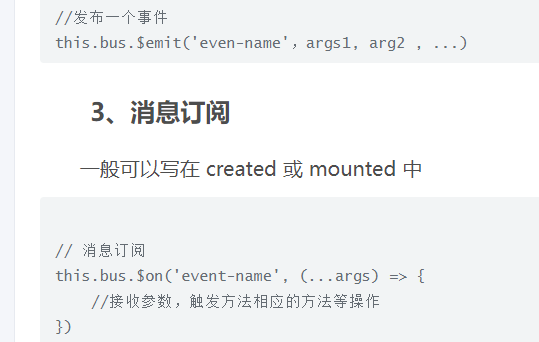 //发布一个事件
this.bus.$emit('even-name', args1, arg2 , ...)
3、消息订阅
一般可以写在 created 或 mounted 中
// 消息订阅
this.bus.$on('event-name', (...args) => {
//接收参数，触发方法相应的方法等操作
})